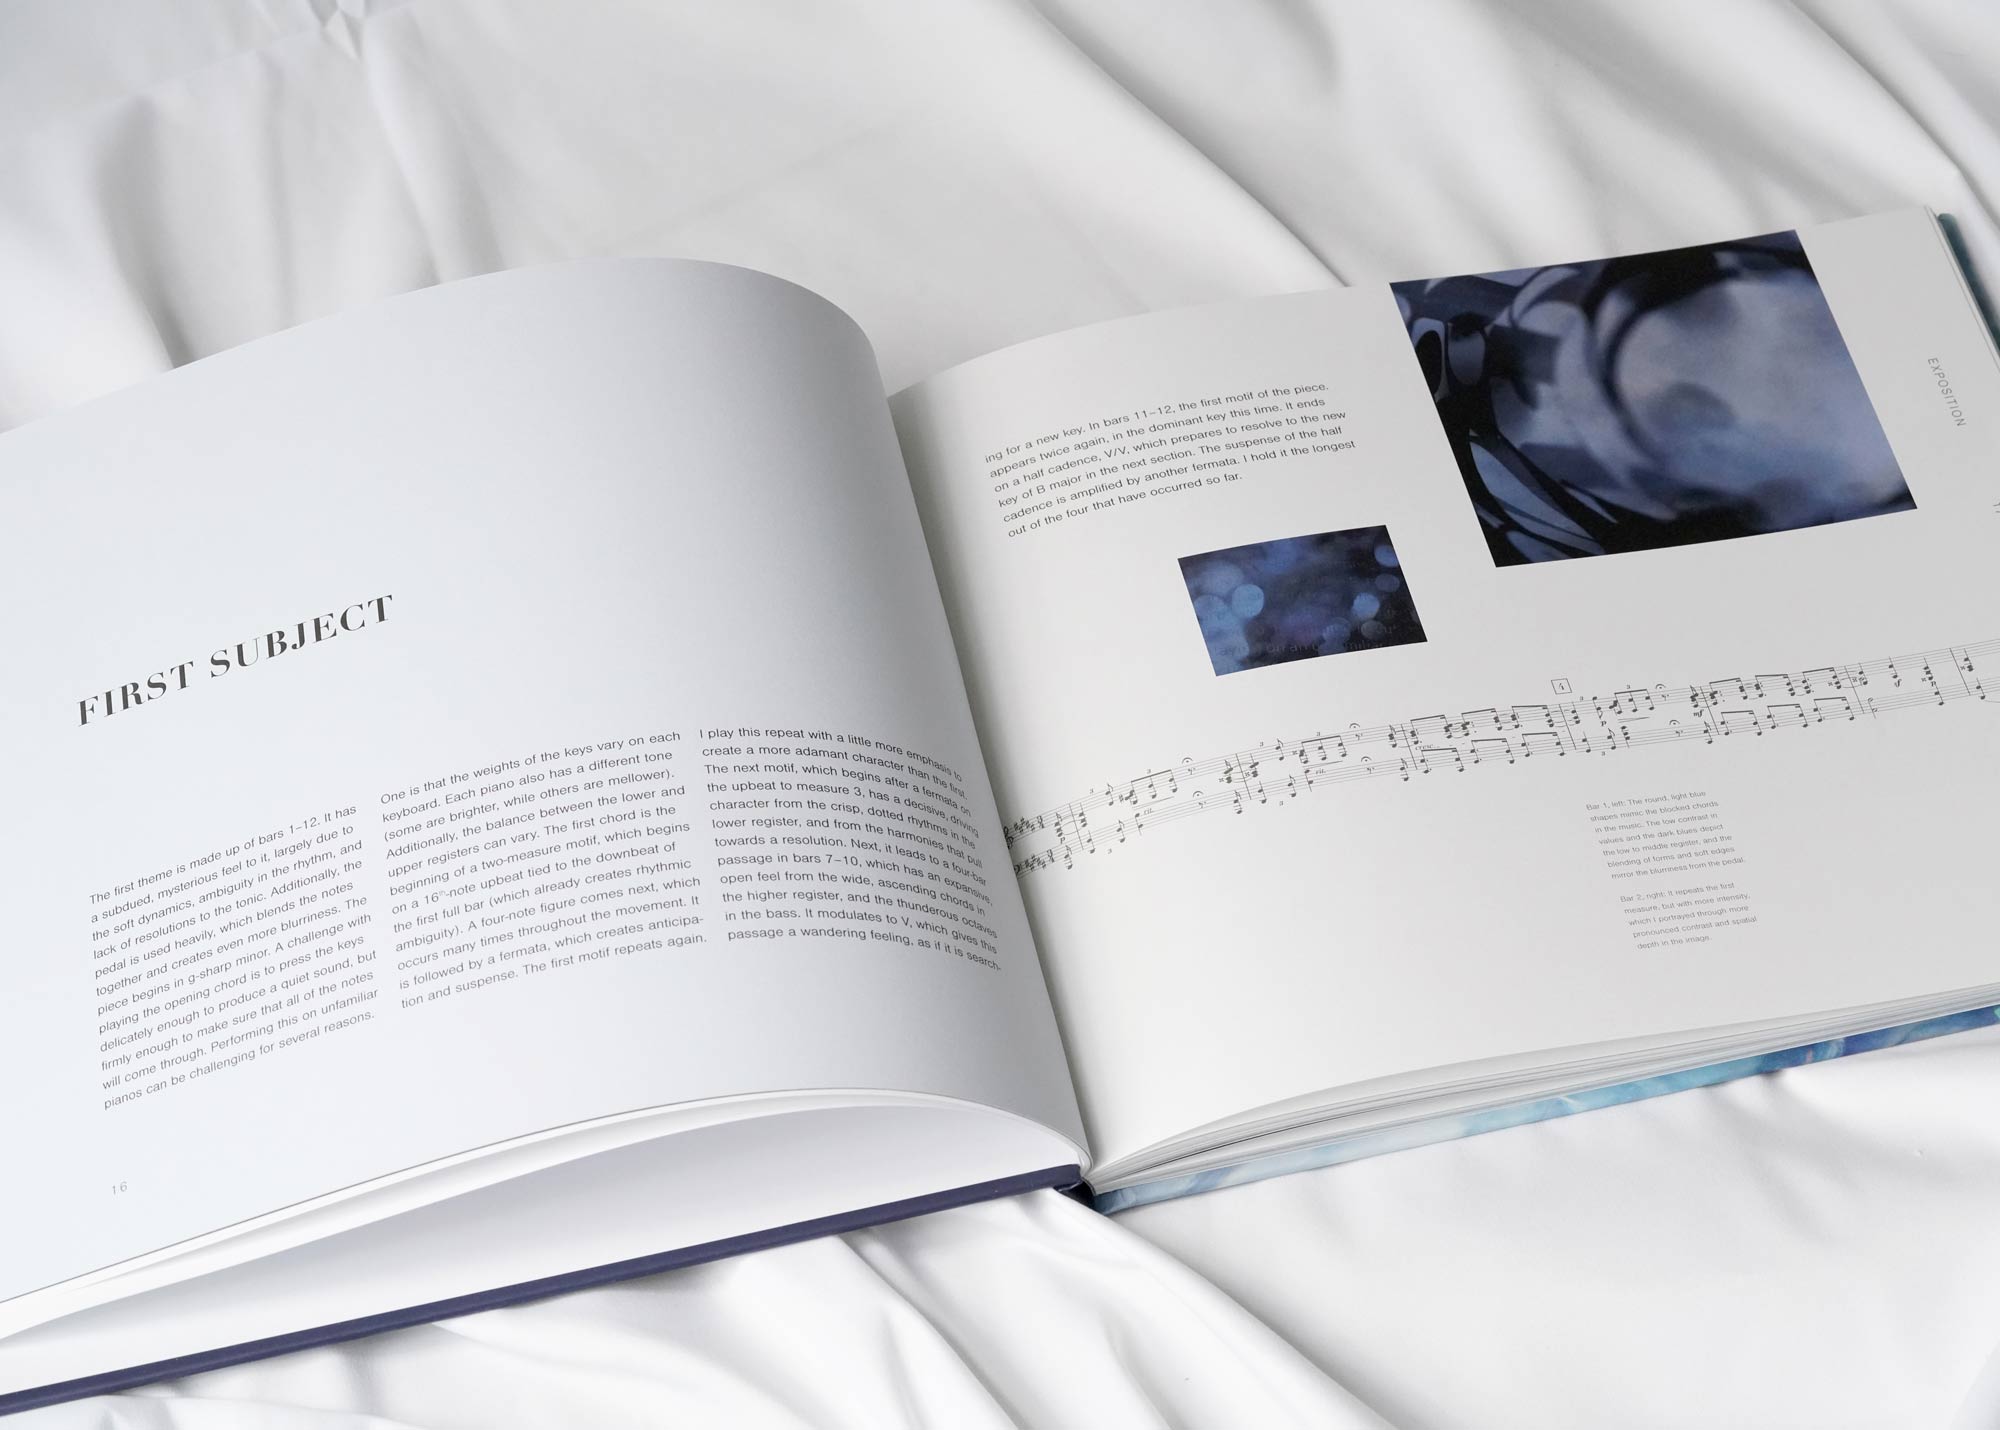 FIRST SUBJECT
The first theme is made up of bars 1–12. It has
a subdued, mysterious feel to it, largely due to
the soft dynamics, ambiguity in the rhythm, and
lack of resolutions to the tonic. Additionally, the
pedal is used heavily, which blends the notes
together and creates even more blurriness. The
piece begins in g-sharp minor. A challenge with
playing the opening chord is to press the keys
delicately enough to produce a quiet sound, but
firmly enough to make sure that all of the notes
will come through. Performing this on unfamiliar
pianos can be challenging for several reasons.
One is that the weights of the keys vary on each
keyboard. Each piano also has a different tone
(some are brighter, while others are mellower).
Additionally, the balance between the lower and
upper registers can vary. The first chord is the
beginning of a two-measure motif, which begins
on a 16th-note upbeat tied to the downbeat of
the first full bar (which already creates rhythmic
ambiguity). A four-note figure comes next, which
occurs many times throughout the movement. It
is followed by a fermata, which creates anticipa-
tion and suspense. The first motif repeats again.
I play this repeat with a little more emphasis to
create a more adamant character than the first.
The next motif, which begins after a fermata on
the upbeat to measure 3, has a decisive, driving
character from the crisp, dotted rhythms in the
lower register, and from the harmonies that pull
towards a resolution. Next, it leads to a four-bar
passage in bars 7–10, which has an expansive,
open feel from the wide, ascending chords in
the higher register, and the thunderous octaves
in the bass. It modulates to V, which gives this
passage a wandering feeling, as if it is search-
16
ing for a new key. In bars 11–12, the first motif of the piece.
appears twice again, in the dominant key this time. It ends
on a half cadence, V/V, which prepares to resolve to the new
key of B major in the next section. The suspense of the half
cadence is amplified by another fermata. I hold it the longest
out of the four that have occurred so far.
EXPOSITION
4
Bar 1, left: The round, light blue
shapes mimic the blocked chords
in the music. The low contrast in
values and the dark blues depict
the low to middle register, and the
blending of forms and soft edges
mirror the blurriness from the pedal.
Bar 2, right: It repeats the first
measure, but with more intensity,
which I portrayed through more
pronounced contrast and spatial
depth in the image.